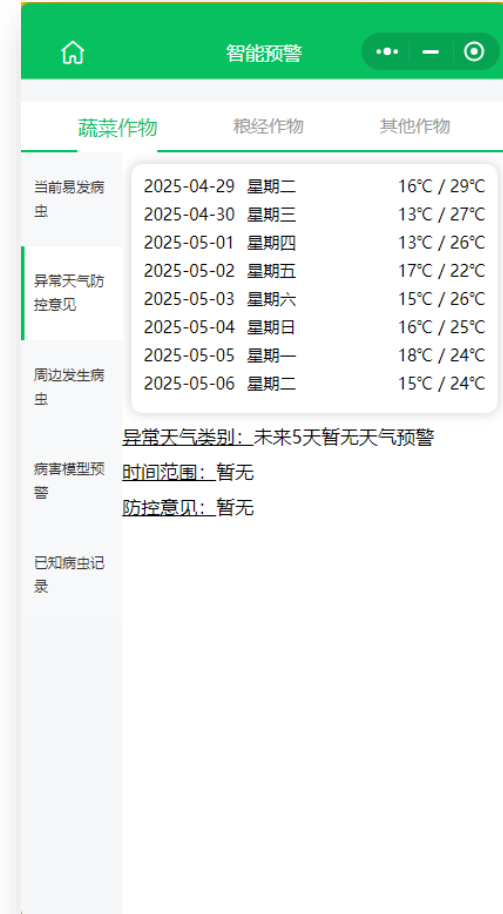 智能预警
蔬菜作物 粮经作物 其他作物
当前易发病
虫
异常天气防
控意见
周边发生病
虫
病害模型预
警
已知病虫记
录
2025-04-29 星期二 16℃ / 29℃
2025-04-30 星期三 13℃ / 27℃
2025-05-01 星期四 13℃ / 26℃
2025-05-02 星期五 17℃ / 22℃
2025-05-03 星期六 15℃ / 26℃
2025-05-04 星期日 16℃ / 25℃
2025-05-05 星期一 18℃ / 24℃
2025-05-06 星期二 15℃ / 24℃
异常天气类别：未来5天暂无天气预警
时间范围：暂无
防控意见：暂无